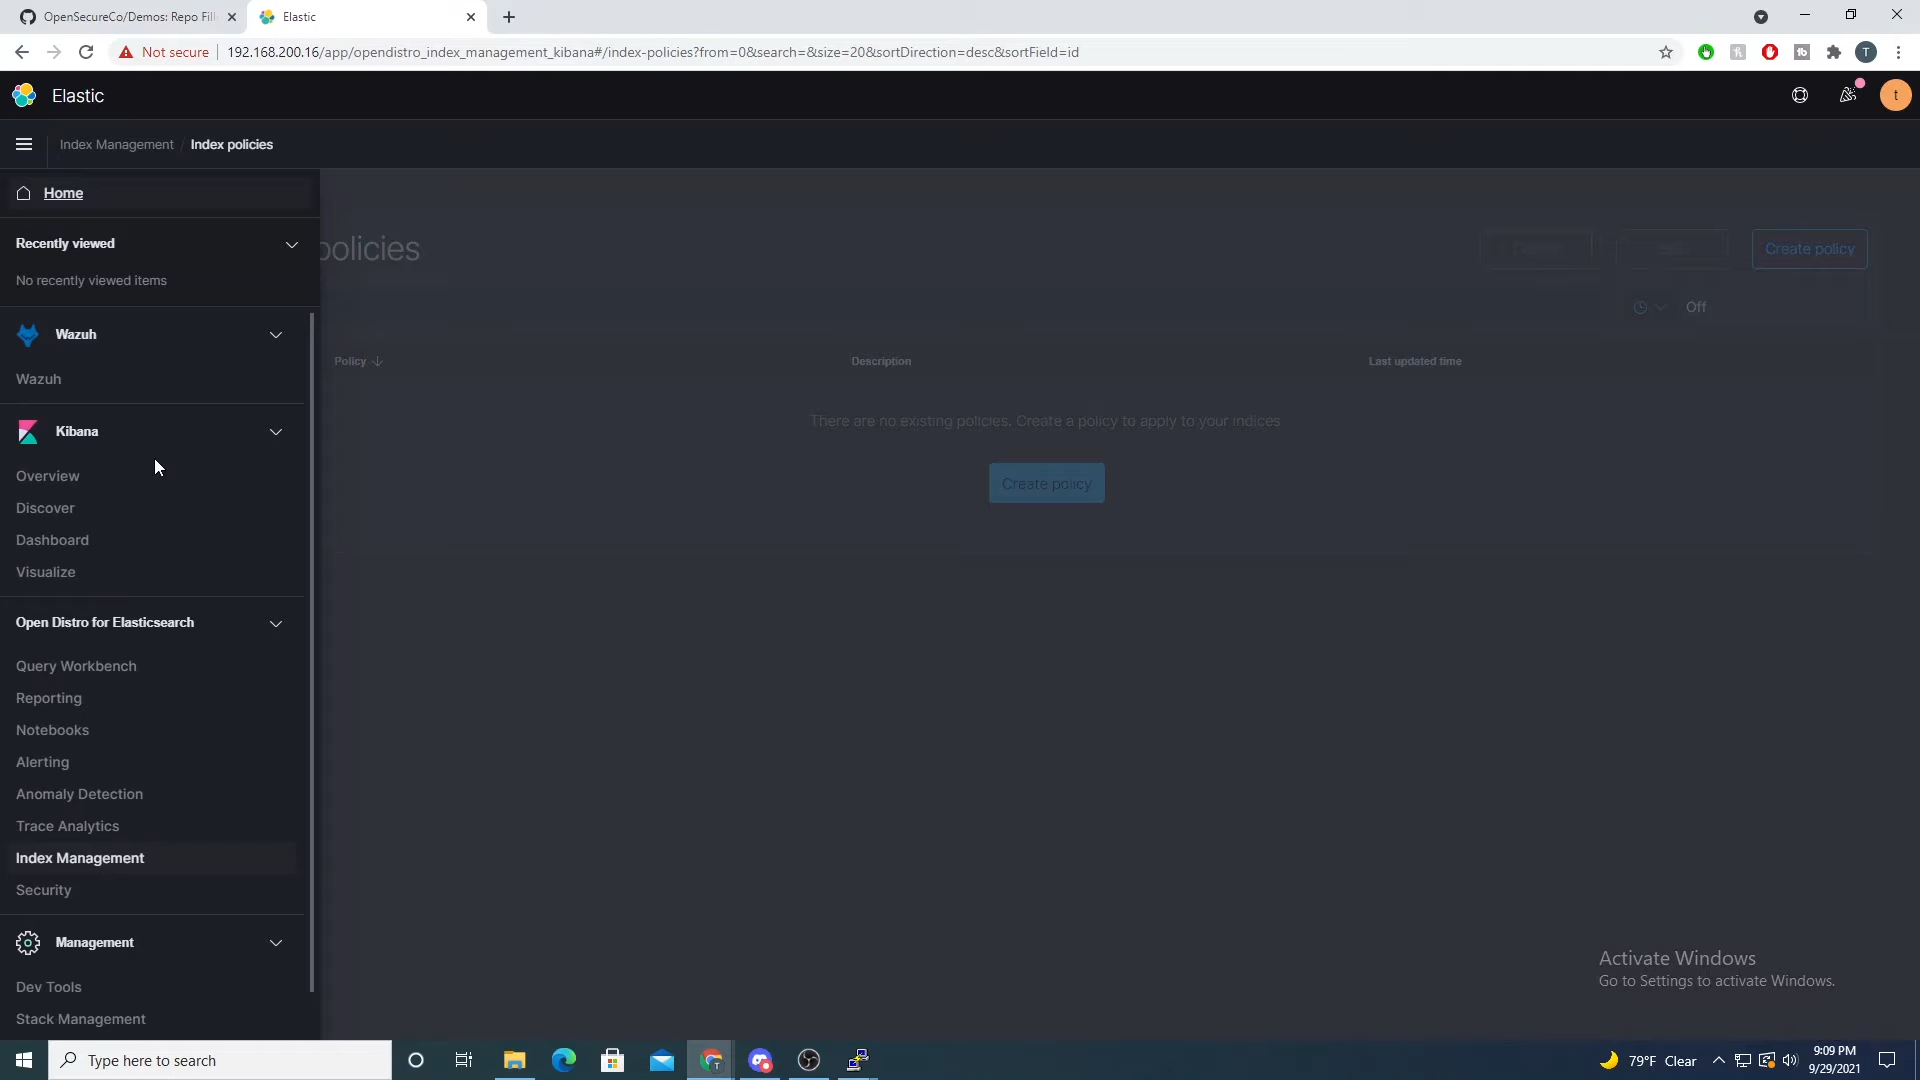 OpenSecureCo/Demos: Repo Fil
Elastic
Not secure
192.168.200.16/app/opendistro_index_management_kibana#/index-policies?from=0&search=&size=20&sortDirection=desc&sortField=id
T
Elastic
t
Index Management
Index policies
Home
Recently viewed
No recently viewed items
policies
Create policy
Off
Wazuh
Wazuh
Policy
Description
Last updated time
There are no existing policies. Create a policy to apply to your indices
Create policy
Kibana
Overview
Discover
Dashboard
Visualize
Open Distro for Elasticsearch
Query Workbench
Reporting
Notebooks
Alerting
Anomaly Detection
Trace Analytics
Index Management
Security
Management
Dev Tools
Stack Management
Activate Windows
Go to Settings to activate Windows.
Type here to search
79°F Clear
9:09 PM
9/29/2021